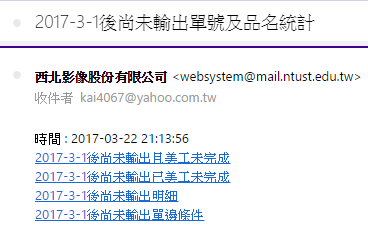 2017-3-1後尚未輸出單號及品名統計
西北影像股份有限公司 <websystem@mail.ntust.edu.tw>
收件者 kai4067@yahoo.com.tw
時間 : 2017-03-22 21:13:56
2017-3-1後尚未輸出且美工未完成
2017-3-1後尚未輸出已美工未完成
2017-3-1後尚未輸出明細
2017-3-1後尚未輸出單邊條件